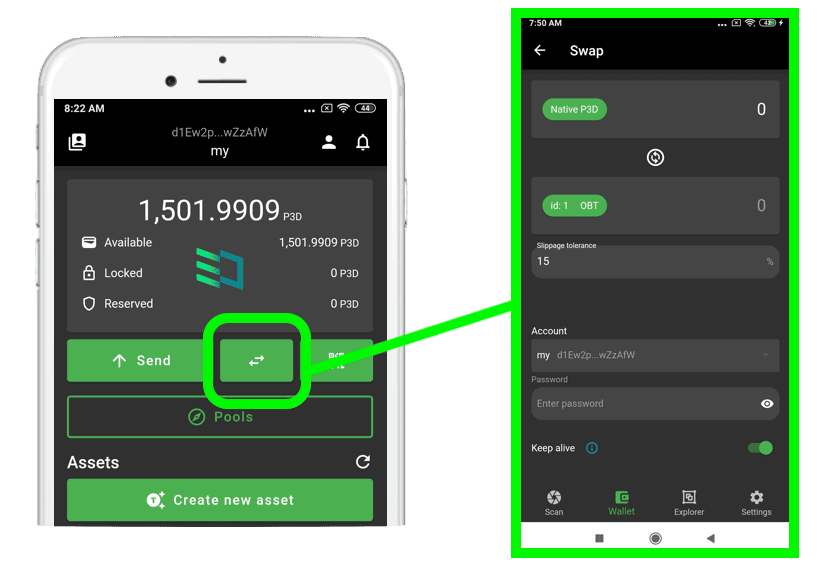 8:22 AM
... 44
d1Ew2p...wZzAfW
my
1,501.9909 P3D
Available 1,501.9909 P3D
Locked 0 P3D
Reserved 0 P3D
Send
Pools
Assets
Create new asset
7:50 AM
Swap
Native P3D 0
id: 1 OBT 0
Slippage tolerance
15 %
Account
my d1Ew2p...wZzAfW
Password
Enter password
Keep alive
Scan Wallet Explorer Settings